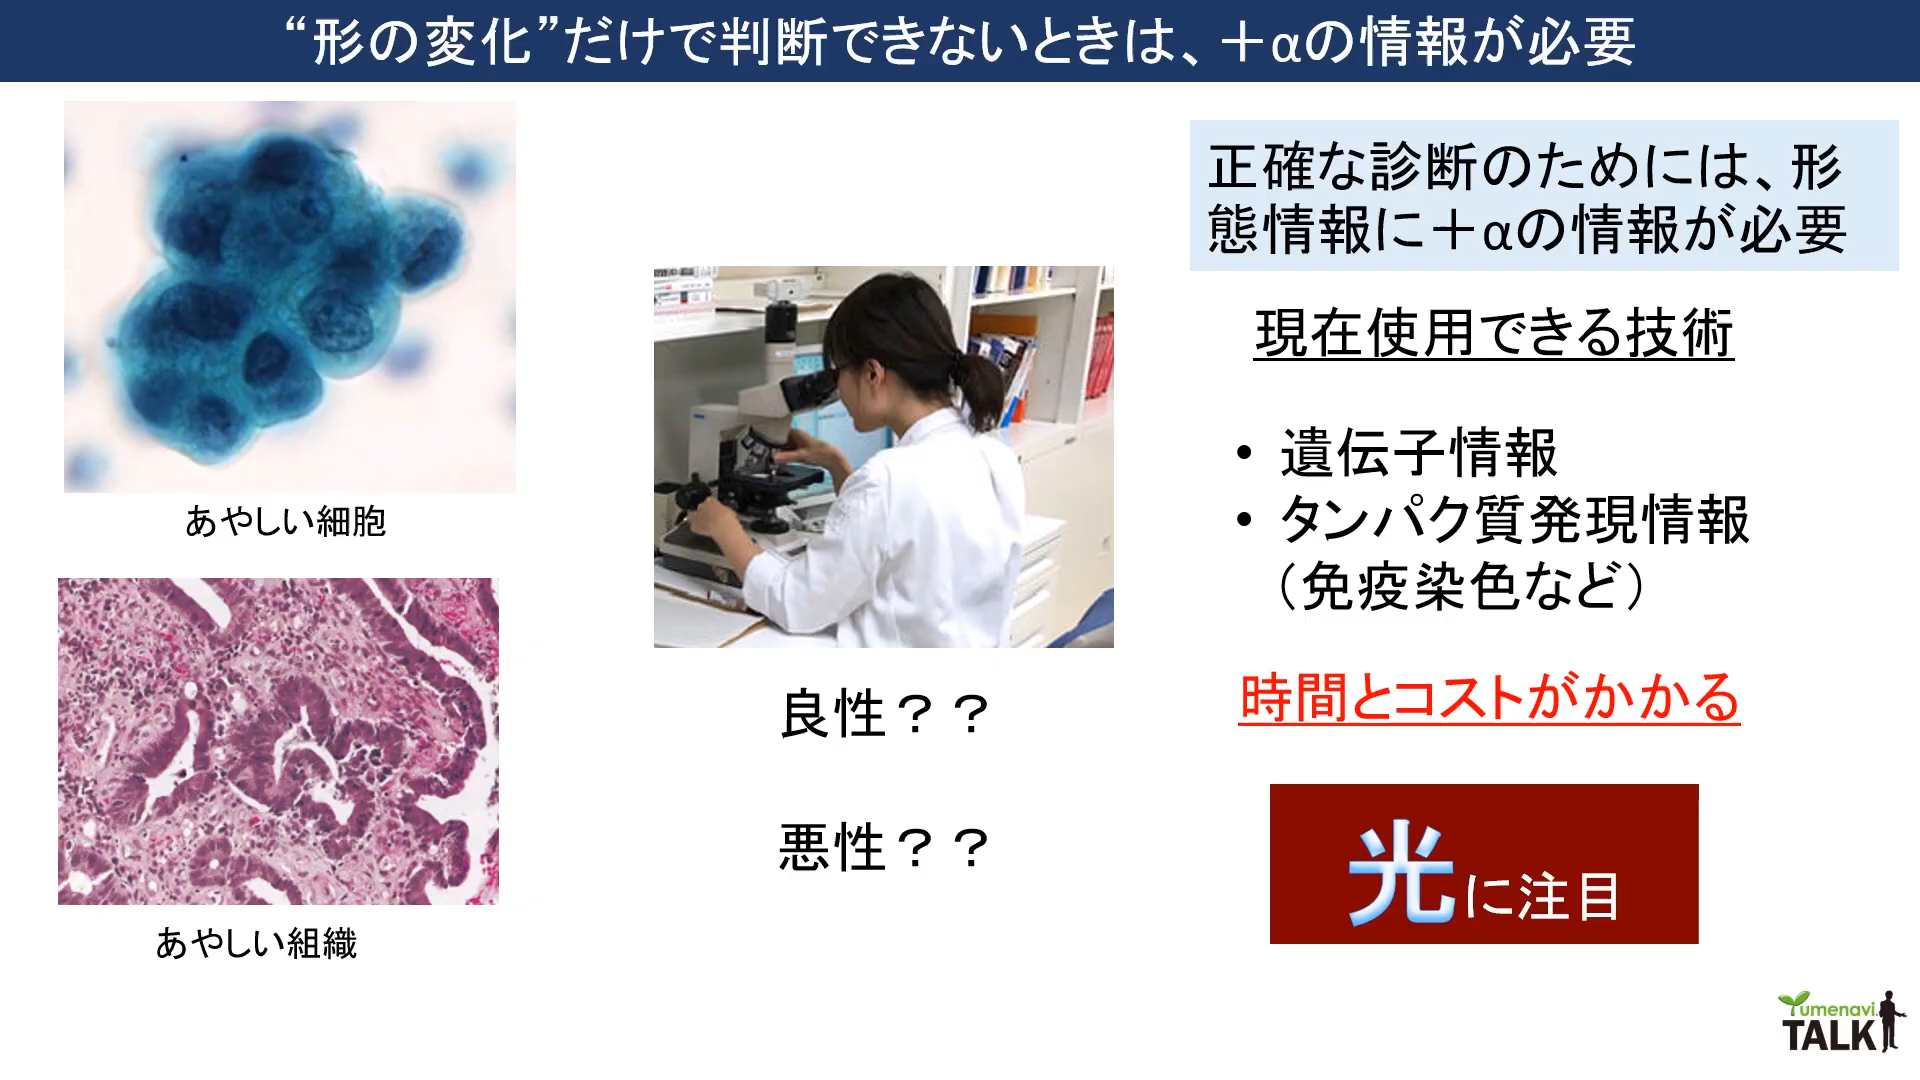 “形の変化”だけで判断できないときは、＋αの情報が必要
あやしい細胞
あやしい組織
良性？？
悪性？？
正確な診断のためには、形
態情報に＋αの情報が必要
現在使用できる技術
• 遺伝子情報
• タンパク質発現情報
（免疫染色など）
時間とコストがかかる
光に注目
Yumenavi
TALK